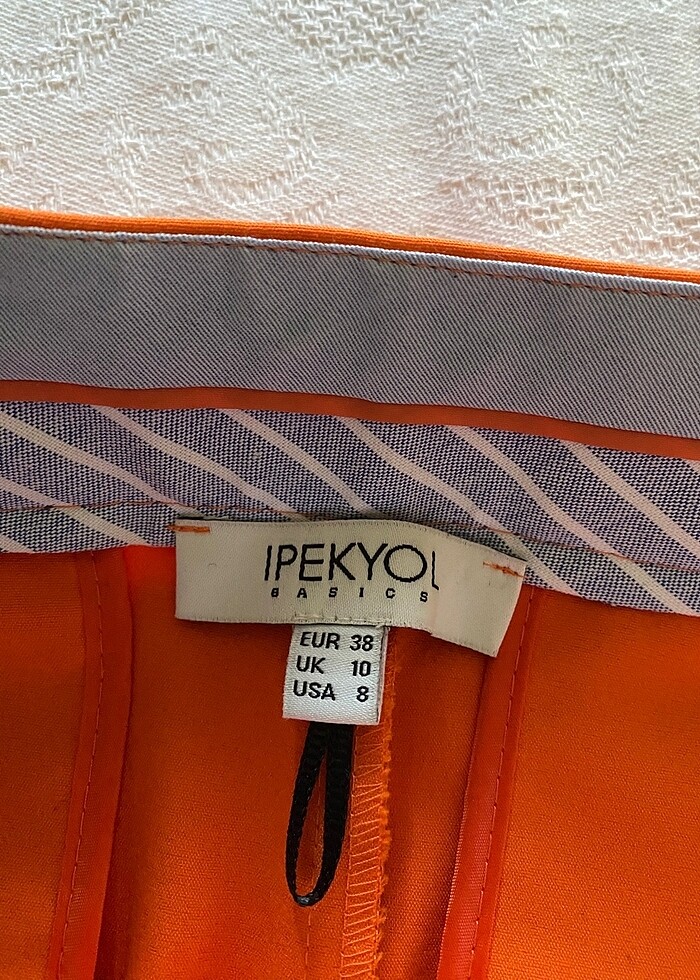 IPEKYOL
BASICS
EUR 38
UK 10
USA 8